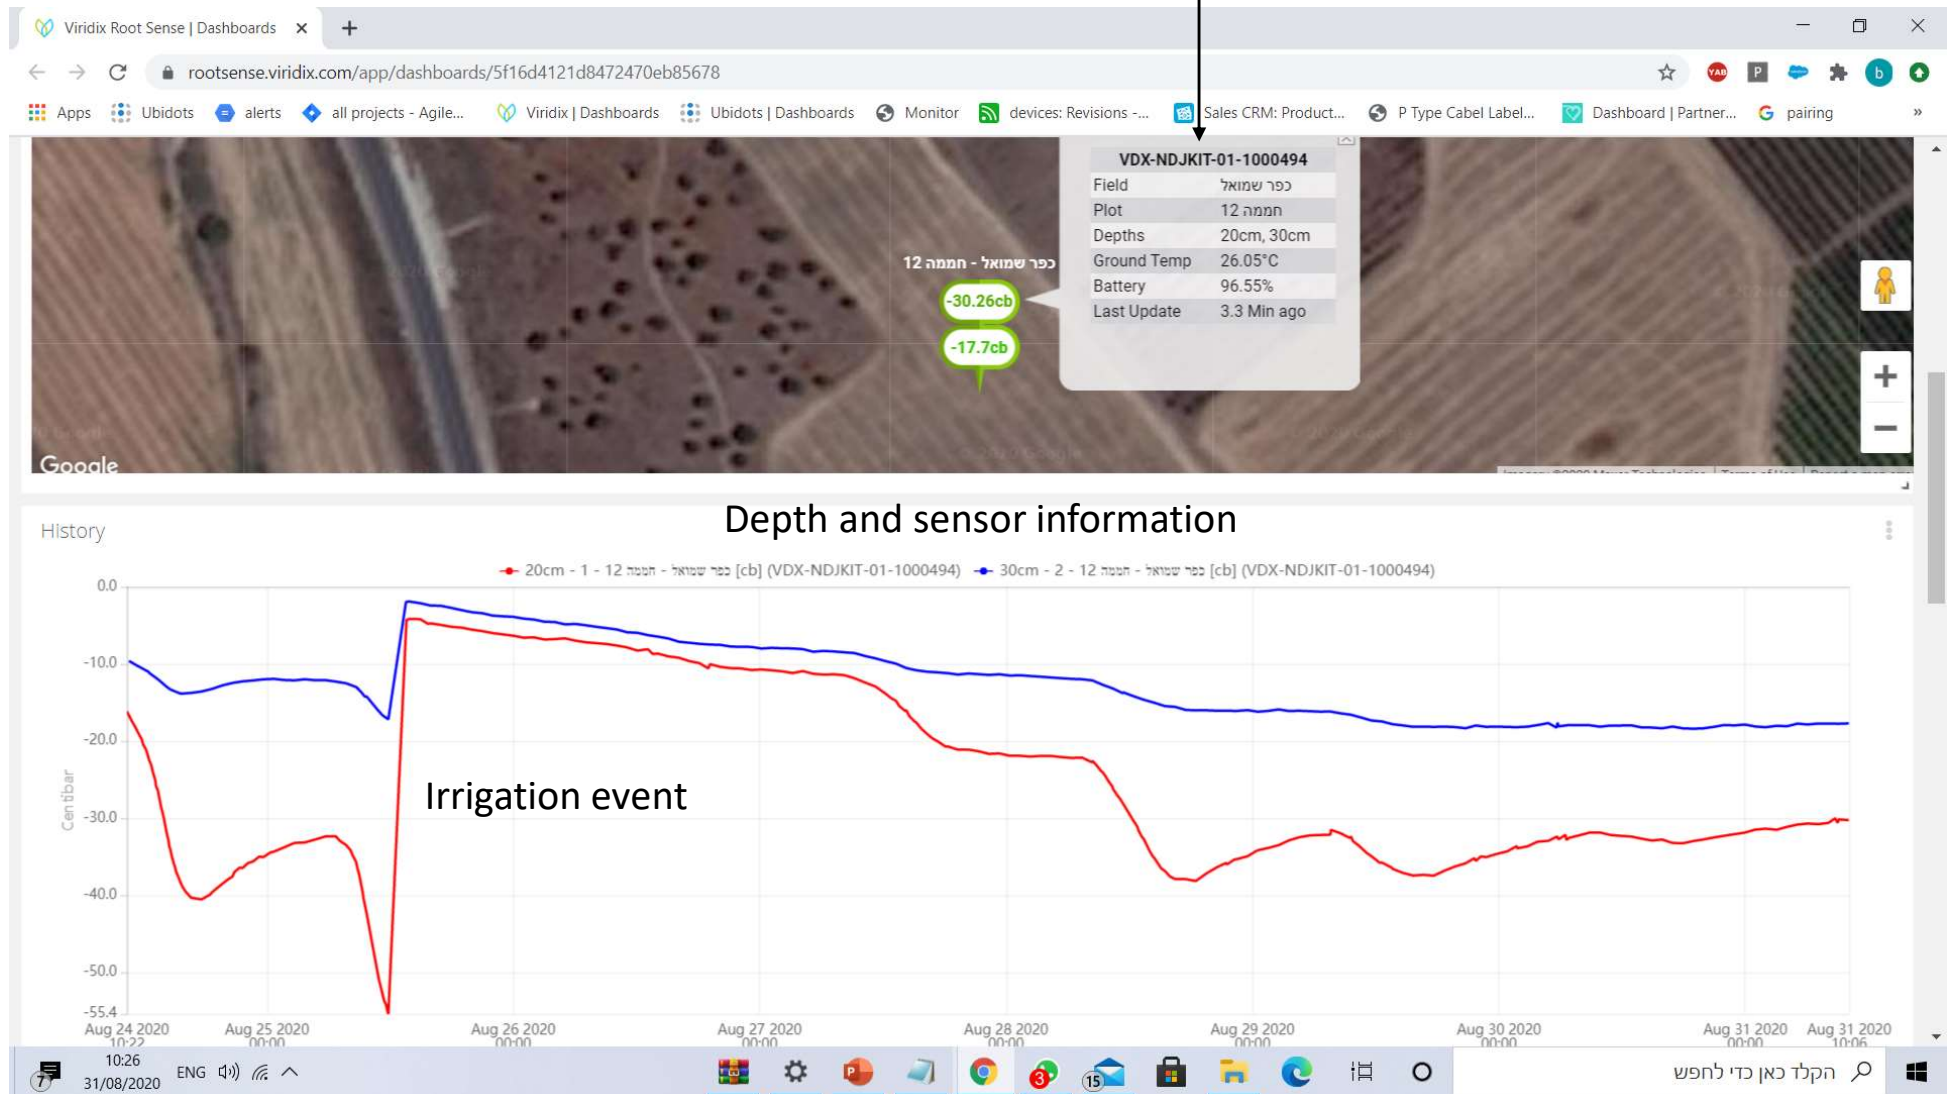 Viridix Root Sense | Dashboards
rootsense.viridix.com/app/dashboards/5f16d4121d8472470eb85678
YAB P b
Apps Ubidots alerts all projects - Agile... Viridix | Dashboards Ubidots | Dashboards Monitor devices: Revisions -... Sales CRM: Product... P Type Cabel Label... Dashboard | Partner... pairing »
VDX-NDJKIT-01-1000494
Field כפר שמואל
Plot חממה 12
Depths 20cm, 30cm
Ground Temp 26.05°C
Battery 96.55%
Last Update 3.3 Min ago
כפר שמואל - חממה 12
-30.26cb
-17.7cb
Google
Depth and sensor information
History
20cm - 1 - כפר שמואל - חממה 12 [cb] (VDX-NDJKIT-01-1000494) 30cm - 2 - כפר שמואל - חממה 12 [cb] (VDX-NDJKIT-01-1000494)
0.0
-10.0
-20.0
-30.0
-40.0
-50.0
-55.4
Centibar
Irrigation event
Aug 24 2020 Aug 25 2020 Aug 26 2020 Aug 27 2020 Aug 28 2020 Aug 29 2020 Aug 30 2020 Aug 31 2020 Aug 31 2020
10:22 00:00 00:00 00:00 00:00 00:00 00:00 00:00 10:06
7 10:26 ENG 3 15 הקלד כאן כדי לחפש
31/08/2020